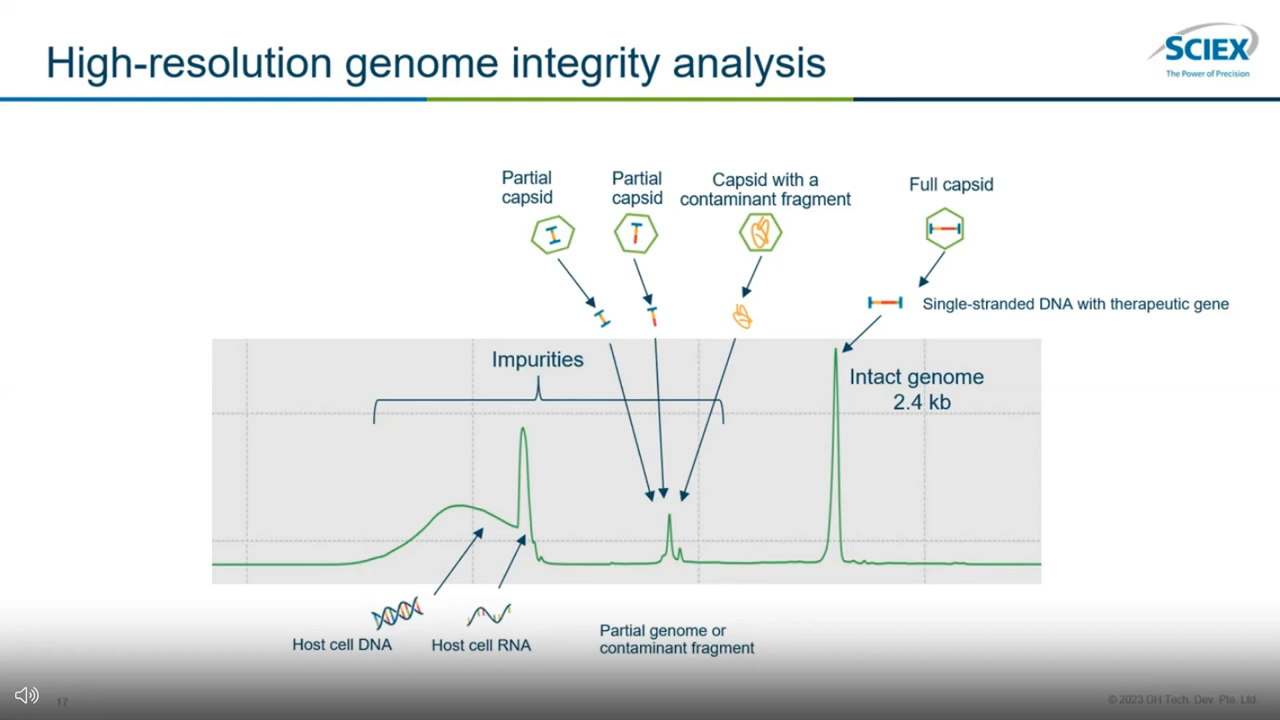 High-resolution genome integrity analysis
SCIEX
The Power of Precision
Partial
capsid
Partial
capsid
Capsid with a
contaminant fragment
Full capsid
Single-stranded DNA with therapeutic gene
Impurities
Intact genome
2.4 kb
Host cell DNA
Host cell RNA
Partial genome or
contaminant fragment
17
© 2023 DH Tech. Dev. Pte. Ltd.